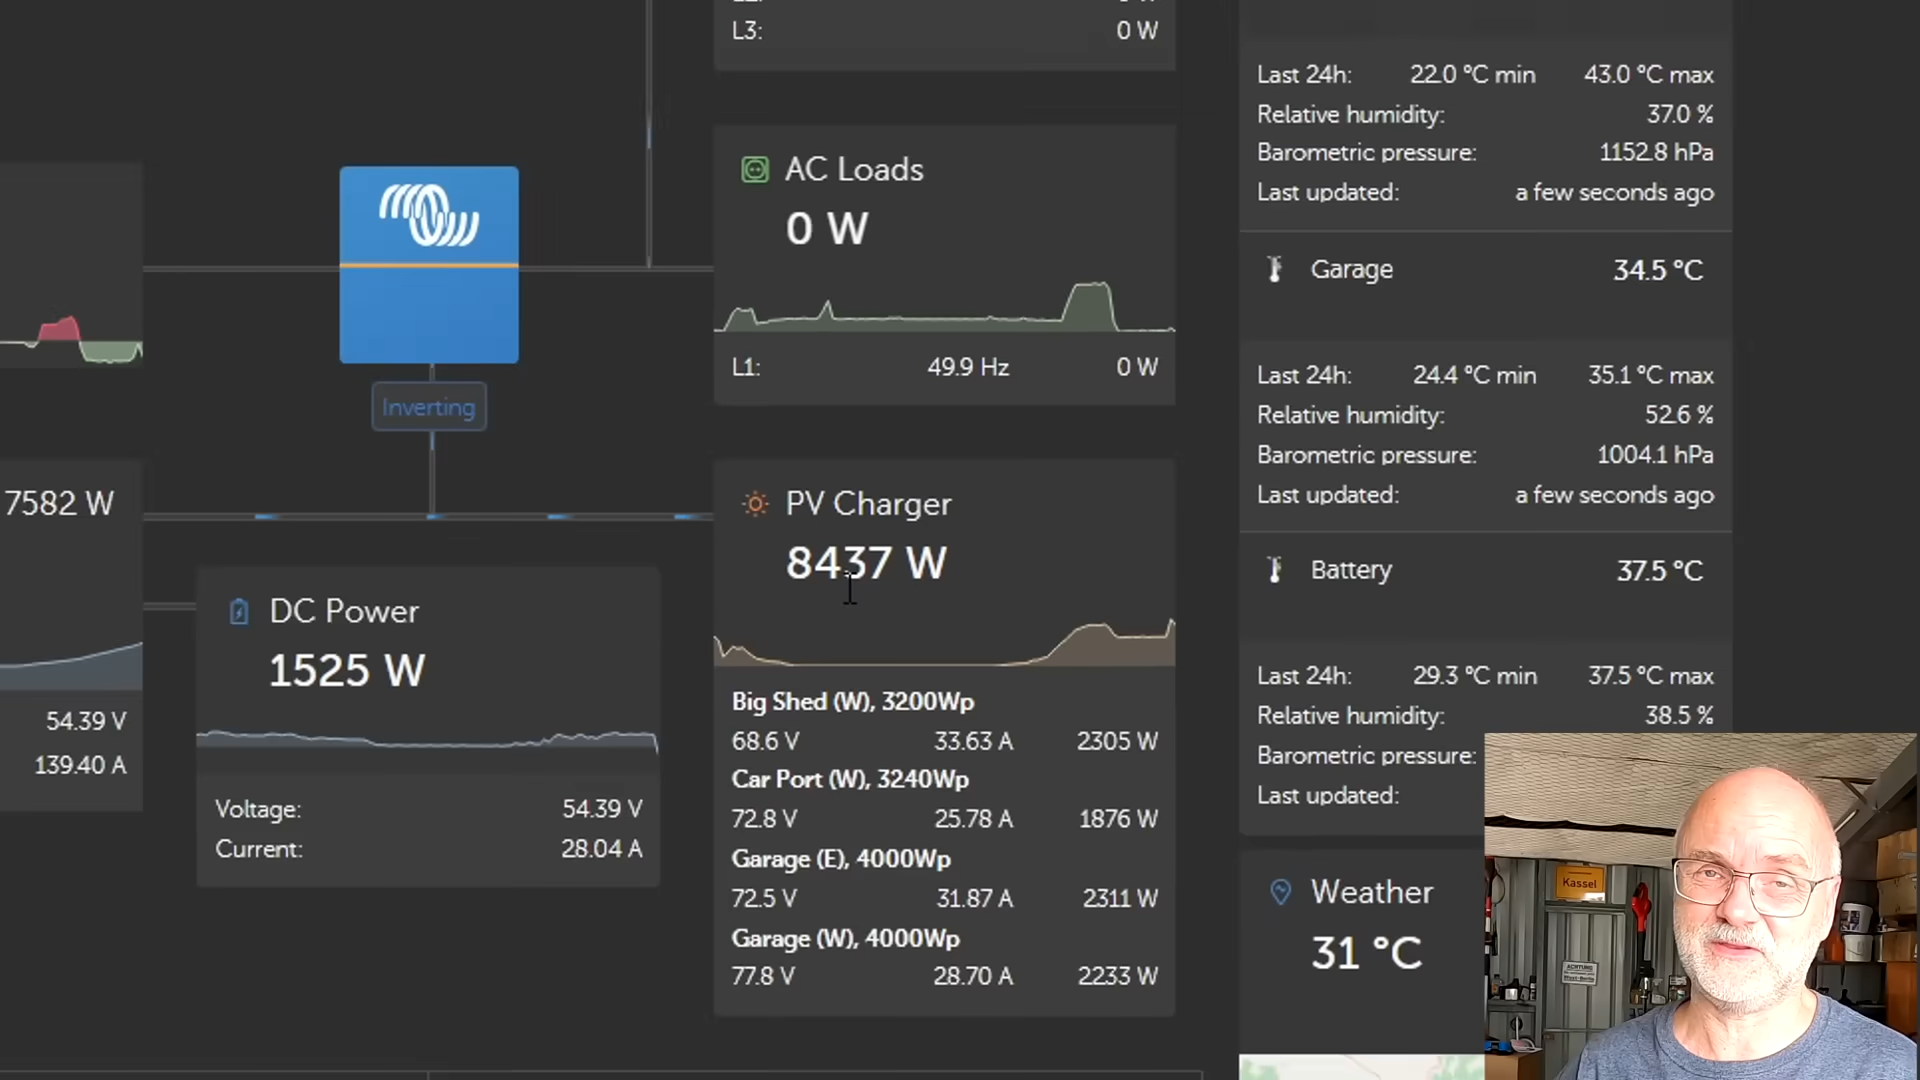 L3: 0 W
AC Loads
0 W
L1: 49.9 Hz 0 W
Inverting
7582 W
54.39 V
139.40 A
DC Power
1525 W
Voltage: 54.39 V
Current: 28.04 A
PV Charger
8437 W
Big Shed (W), 3200Wp
68.6 V 33.63 A 2305 W
Car Port (W), 3240Wp
72.8 V 25.78 A 1876 W
Garage (E), 4000Wp
72.5 V 31.87 A 2311 W
Garage (W), 4000Wp
77.8 V 28.70 A 2233 W
Last 24h: 22.0 °C min 43.0 °C max
Relative humidity: 37.0 %
Barometric pressure: 1152.8 hPa
Last updated: a few seconds ago
Garage 34.5 °C
Last 24h: 24.4 °C min 35.1 °C max
Relative humidity: 52.6 %
Barometric pressure: 1004.1 hPa
Last updated: a few seconds ago
Battery 37.5 °C
Last 24h: 29.3 °C min 37.5 °C max
Relative humidity: 38.5 %
Barometric pressure:
Last updated:
Weather
31 °C
Kassel
ACHTUNG